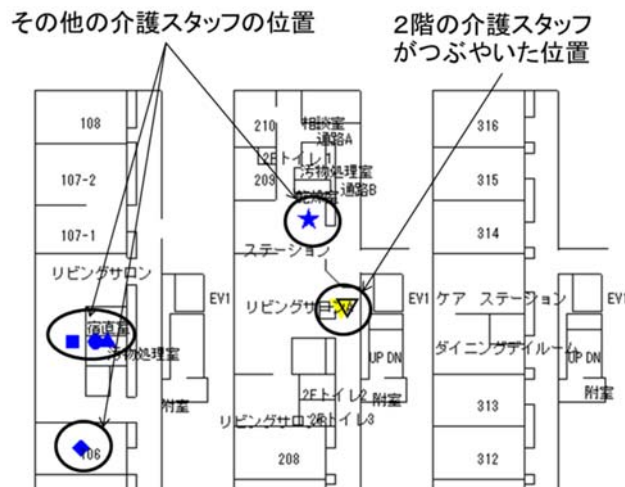 その他の介護スタッフの位置
2階の介護スタッフ
がつぶやいた位置
108
107-2
107-1
リビングサロン
宿直室
汚物処理室
106
EV1
附室
210
相談室
通路A
2Fトイレ1
汚物処理室
209
通路B
乾燥室
ステーション
リビングサロン
EV1
UP DN
附室
2Fトイレ2
リビングサロン
2Fトイレ3
208
316
315
314
ケア ステーション
EV1
ダイニングデイルーム
UP DN
附室
313
312